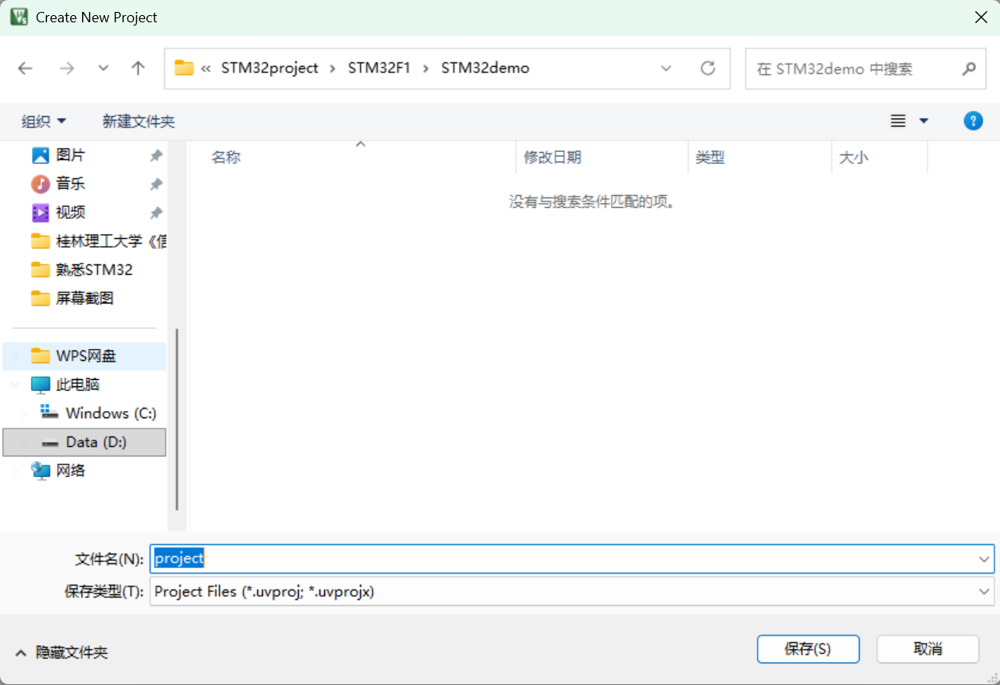 Create New Project
« STM32project › STM32F1 › STM32demo
在 STM32demo 中搜索
组织
新建文件夹
名称
修改日期
类型
大小
没有与搜索条件匹配的项。
图片
音乐
视频
桂林理工大学《信
熟悉STM32
屏幕截图
WPS网盘
此电脑
Windows (C:)
Data (D:)
网络
文件名(N): project
保存类型(T): Project Files (*.uvproj; *.uvprojx)
隐藏文件夹
保存(S)
取消